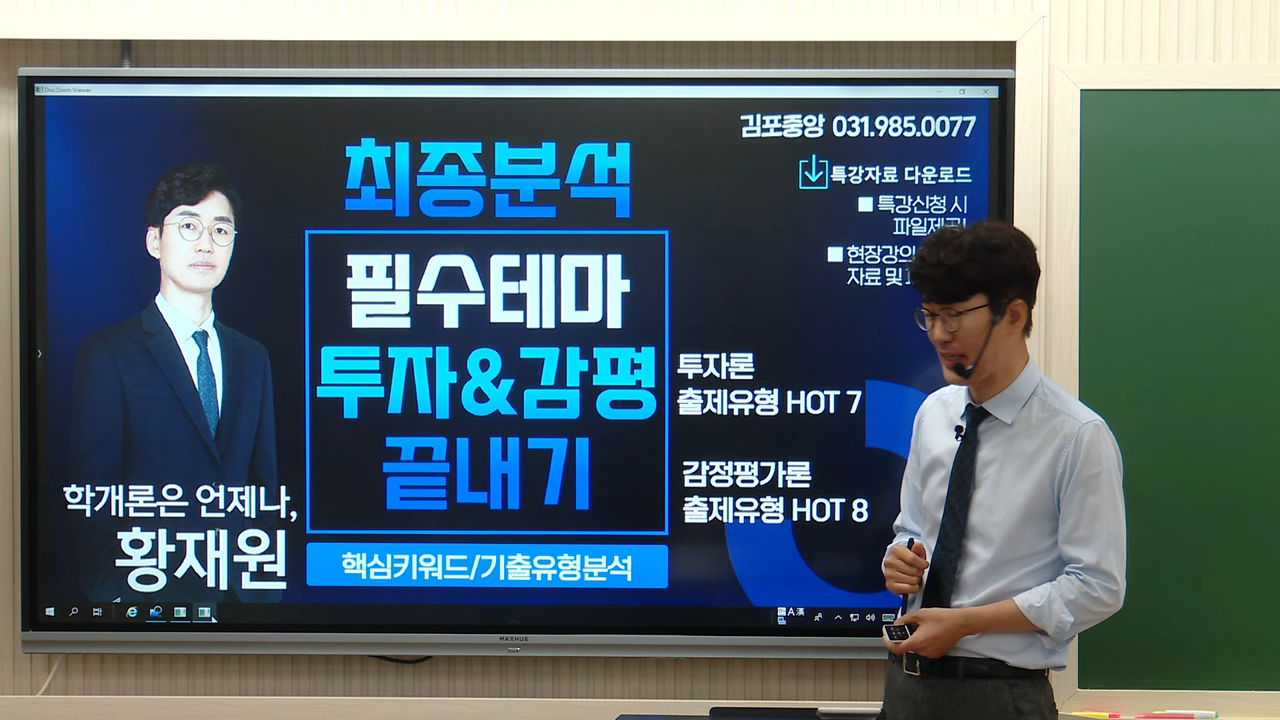 DocZoom Viewer
김포중앙 031.985.0077
최종분석
특강자료 다운로드
■ 특강신청 시
파일제공!
■ 현장강의
자료 및
필수테마
투자&감평
끝내기
투자론
출제유형 HOT 7
감정평가론
출제유형 HOT 8
학개론은 언제나,
황재원
핵심키워드/기출유형분석
A 漢
MAXHUB